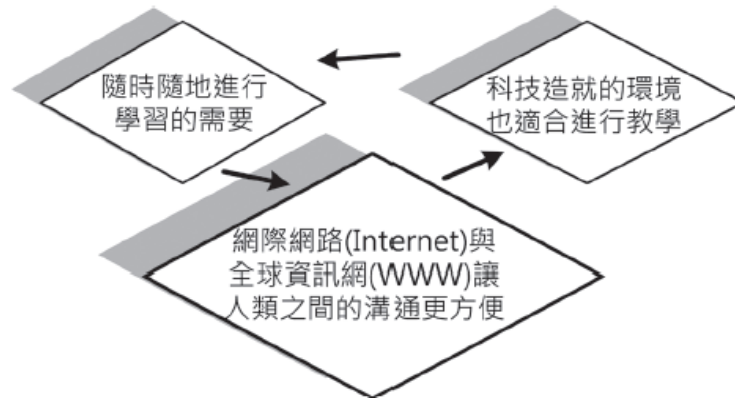 隨時隨地進行
學習的需要
科技造就的環境
也適合進行教學
網際網路(Internet)與
全球資訊網(WWW)讓
人類之間的溝通更方便